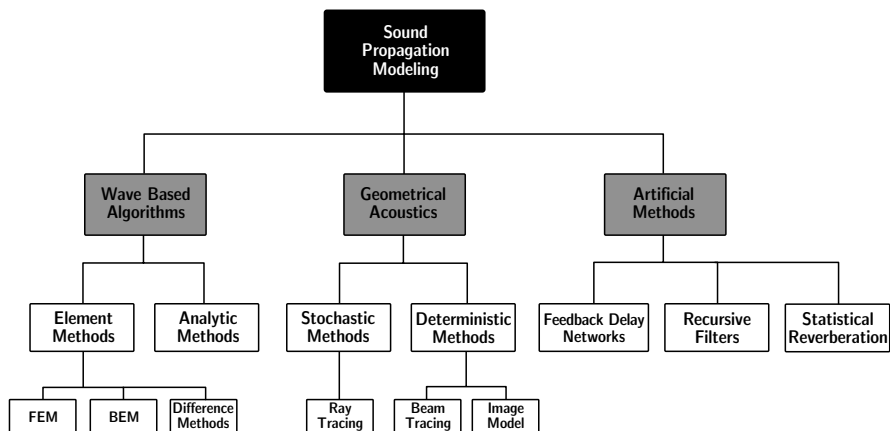 Sound
Propagation
Modeling
Wave Based
Algorithms
Geometrical
Acoustics
Artificial
Methods
Element
Methods
Analytic
Methods
Stochastic
Methods
Deterministic
Methods
Feedback Delay
Networks
Recursive
Filters
Statistical
Reverberation
FEM
BEM
Difference
Methods
Ray
Tracing
Beam
Tracing
Image
Model